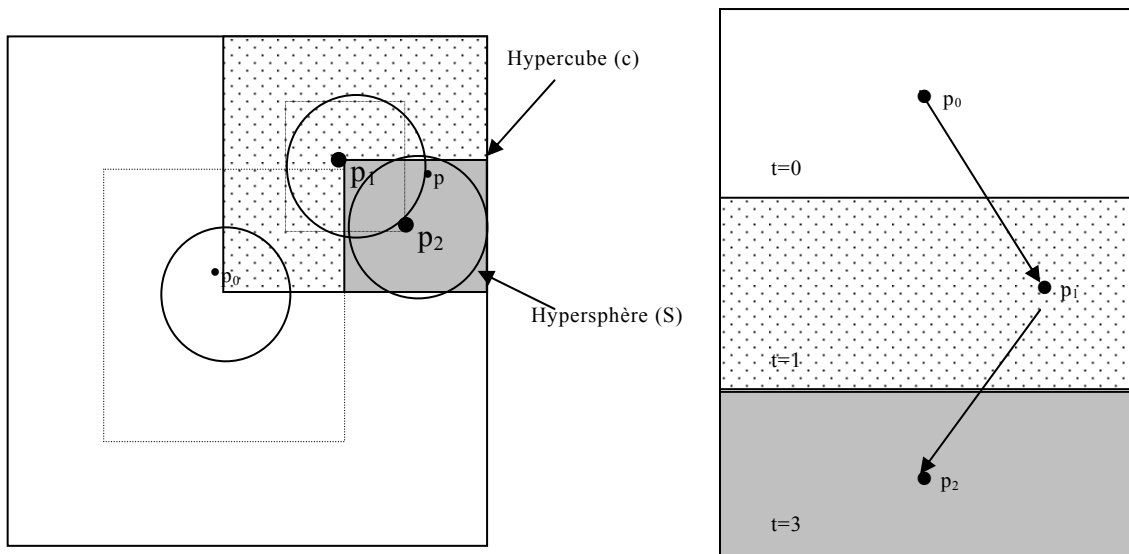 Hypercube (c)
p₁
p
p₂
p₀
Hypersphère (S)
p₀
t=0
p₁
t=1
p₂
t=3